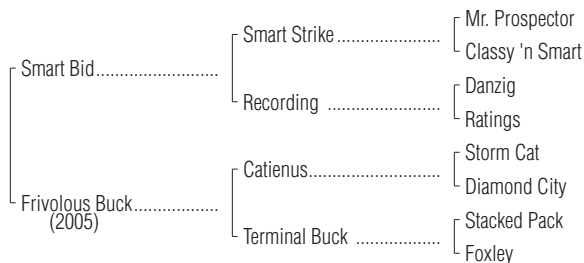 Mr. Prospector
Smart Strike
Classy 'n Smart
Smart Bid
Danzig
Recording
Ratings
Storm Cat
Catienus
Diamond City
Frivolous Buck
(2005)
Stacked Pack
Terminal Buck
Foxley